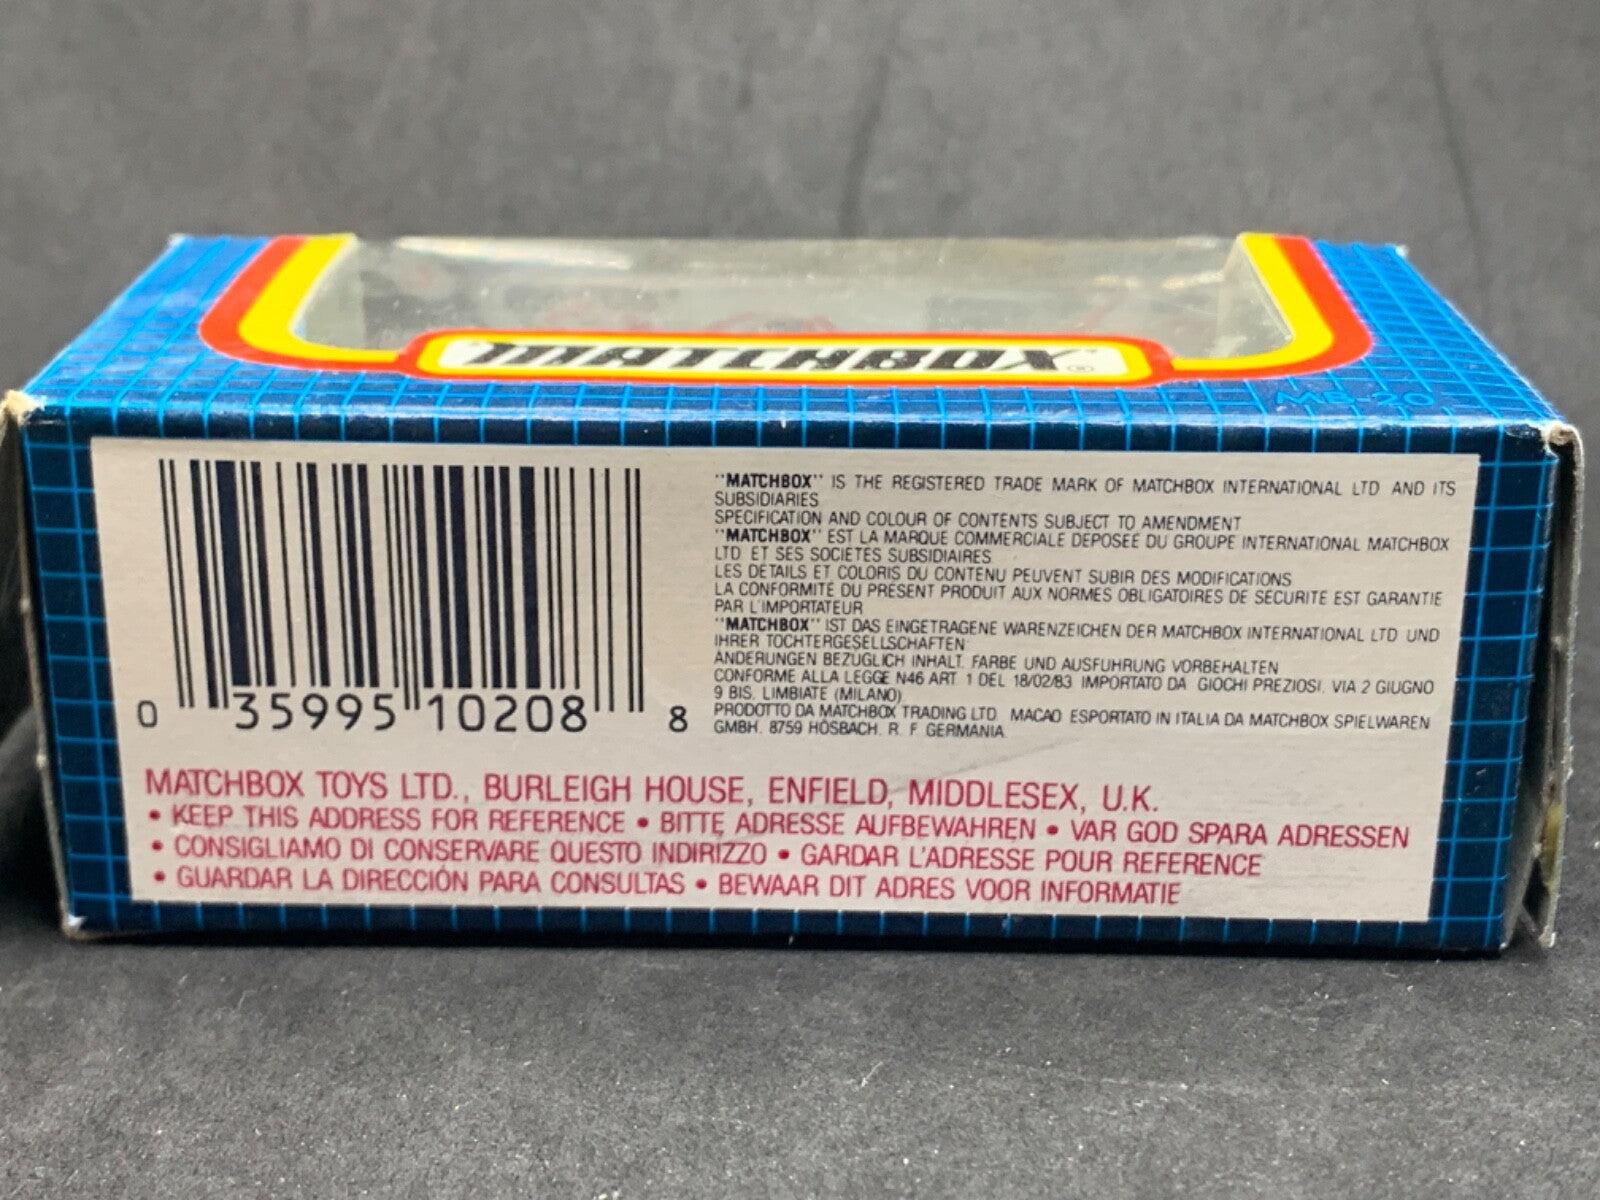 MATCHBOX®
MB-20
0 35995 10208 8
"MATCHBOX" IS THE REGISTERED TRADE MARK OF MATCHBOX INTERNATIONAL LTD AND ITS
SUBSIDIARIES
SPECIFICATION AND COLOUR OF CONTENTS SUBJECT TO AMENDMENT
"MATCHBOX" EST LA MARQUE COMMERCIALE DEPOSEE DU GROUPE INTERNATIONAL MATCHBOX
LTD ET SES SOCIETES SUBSIDIAIRES
LES DETAILS ET COLORIS DU CONTENU PEUVENT SUBIR DES MODIFICATIONS
LA CONFORMITE DU PRESENT PRODUIT AUX NORMES OBLIGATOIRES DE SECURITE EST GARANTIE
PAR L'IMPORTATEUR
"MATCHBOX" IST DAS EINGETRAGENE WARENZEICHEN DER MATCHBOX INTERNATIONAL LTD UND
IHRER TOCHTERGESELLSCHAFTEN
ÄNDERUNGEN BEZÜGLICH INHALT, FARBE UND AUSFUHRUNG VORBEHALTEN
CONFORME ALLA LEGGE N46 ART 1 DEL 18/02/83 IMPORTATO DA GIOCHI PREZIOSI, VIA 2 GIUGNO
9 BIS, LIMBIATE (MILANO)
PRODOTTO DA MATCHBOX TRADING LTD. MACAO ESPORTATO IN ITALIA DA MATCHBOX SPIELWAREN
GMBH. 8759 HÖSBACH. R. F GERMANIA
MATCHBOX TOYS LTD., BURLEIGH HOUSE, ENFIELD, MIDDLESEX, U.K.
• KEEP THIS ADDRESS FOR REFERENCE • BITTE ADRESSE AUFBEWAHREN • VAR GOD SPARA ADRESSEN
• CONSIGLIAMO DI CONSERVARE QUESTO INDIRIZZO • GARDAR L'ADRESSE POUR REFERENCE
• GUARDAR LA DIRECCIÓN PARA CONSULTAS • BEWAAR DIT ADRES VOOR INFORMATIE